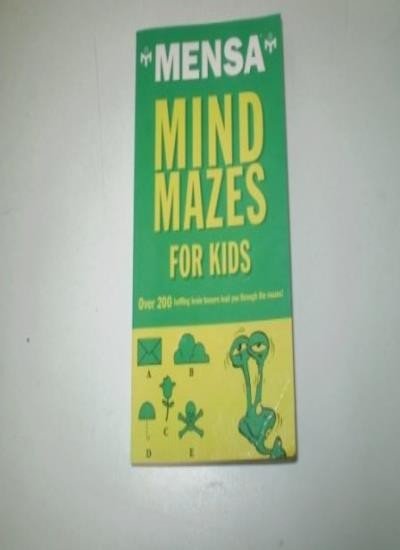 MENSA
MIND
MAZES
FOR KIDS
Over 200 baffling brain teasers lead you through the mazes!
A
B
C
D
E